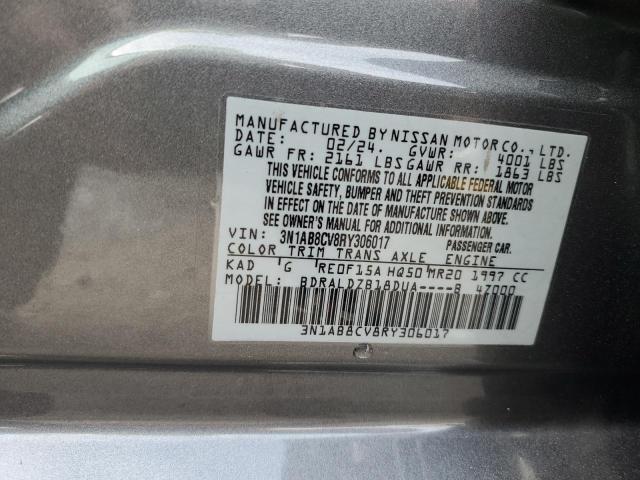 MANUFACTURED BY NISSAN MOTOR CO., LTD.
DATE: 02/24. GVWR: 4001 LBS
GAWR FR: 2161 LBS GAWR RR: 1863 LBS
THIS VEHICLE CONFORMS TO ALL APPLICABLE FEDERAL MOTOR
VEHICLE SAFETY, BUMPER AND THEFT PREVENTION STANDARDS
IN EFFECT ON THE DATE OF MANUFACTURE SHOWN ABOVE.
SEE OWNER'S MANUAL FOR ADDITIONAL INFORMATION.
VIN: 3N1AB8CV8RY306017 PASSENGER CAR.
COLOR TRIM TRANS AXLE ENGINE
KAD G RE0F15A HQ50 MR20 1997 CC
MODEL: BDRALDZB18DUA----B 47000
3N1AB8CV8RY306017